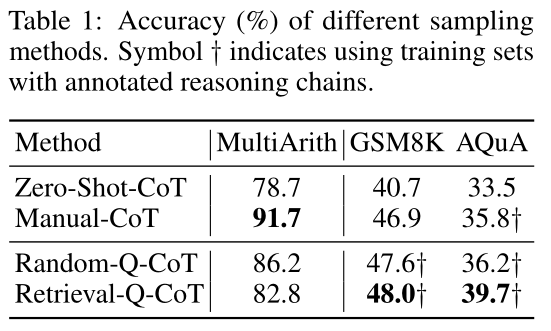 Table 1: Accuracy (%) of different sampling
methods. Symbol † indicates using training sets
with annotated reasoning chains.
Method MultiArith GSM8K AQuA
Zero-Shot-CoT 78.7 40.7 33.5
Manual-CoT 91.7 46.9 35.8†
Random-Q-CoT 86.2 47.6† 36.2†
Retrieval-Q-CoT 82.8 48.0† 39.7†